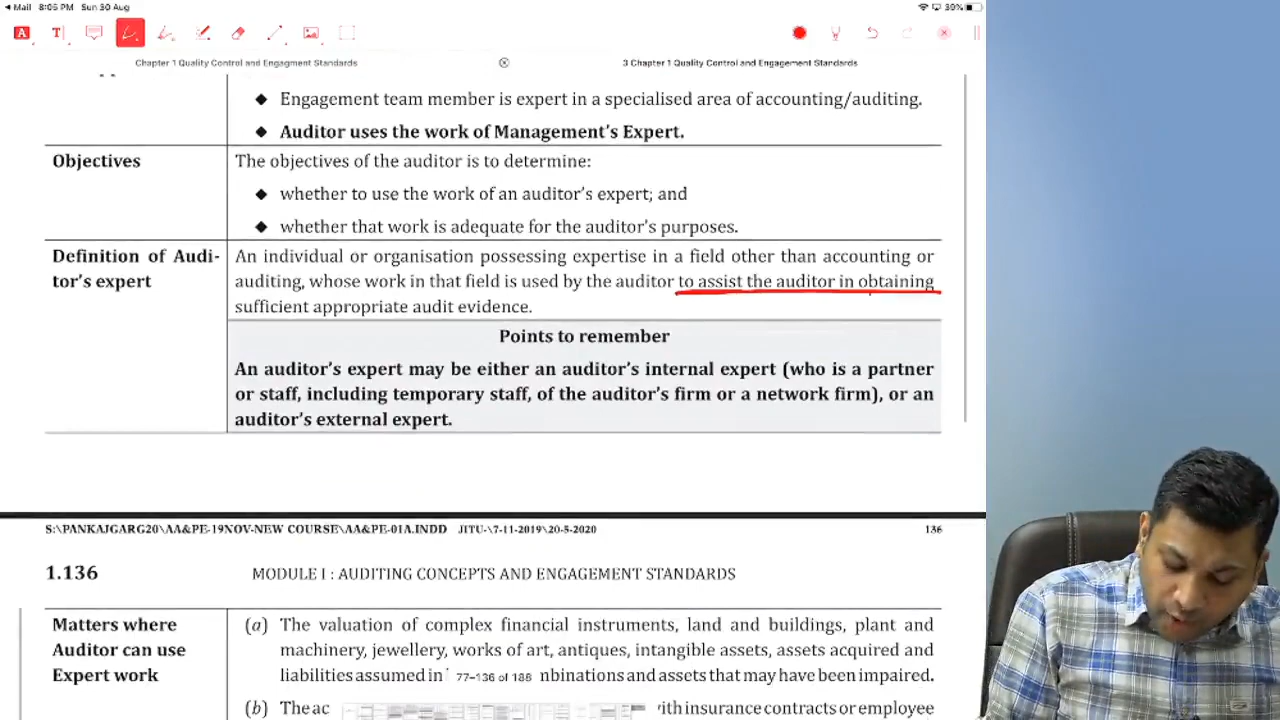 Mail 8:05 PM Sun 30 Aug 39%
A T
Chapter 1 Quality Control and Engagment Standards 3 Chapter 1 Quality Control and Engagement Standards
◆ Engagement team member is expert in a specialised area of accounting/auditing.
◆ Auditor uses the work of Management's Expert.
Objectives The objectives of the auditor is to determine:
◆ whether to use the work of an auditor's expert; and
◆ whether that work is adequate for the auditor's purposes.
Definition of Audi- An individual or organisation possessing expertise in a field other than accounting or
tor's expert auditing, whose work in that field is used by the auditor to assist the auditor in obtaining
sufficient appropriate audit evidence.
Points to remember
An auditor's expert may be either an auditor's internal expert (who is a partner
or staff, including temporary staff, of the auditor's firm or a network firm), or an
auditor's external expert.
S:\PANKAJGARG20\AA&PE-19NOV-NEW COURSE\AA&PE-01A.INDD JITU-\7-11-2019\20-5-2020 136
1.136 MODULE I : AUDITING CONCEPTS AND ENGAGEMENT STANDARDS
Matters where (a) The valuation of complex financial instruments, land and buildings, plant and
Auditor can use machinery, jewellery, works of art, antiques, intangible assets, assets acquired and
Expert work liabilities assumed in 77–136 of 186 nbinations and assets that may have been impaired.
(b) The ac ith insurance contracts or employee